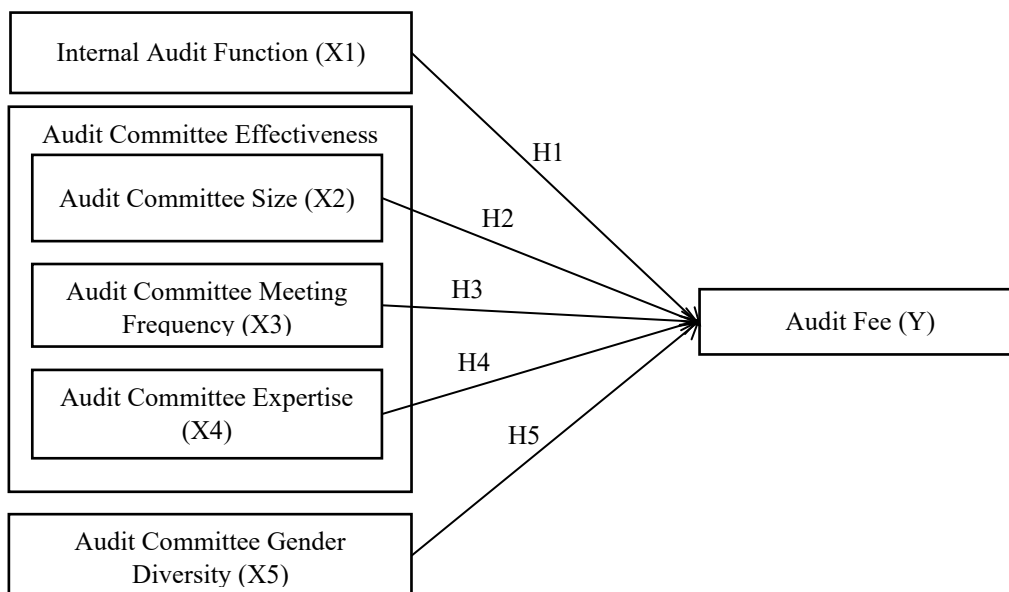 Internal Audit Function (X1)
Audit Committee Effectiveness
Audit Committee Size (X2)
Audit Committee Meeting
Frequency (X3)
Audit Committee Expertise
(X4)
Audit Committee Gender
Diversity (X5)
H1
H2
H3
H4
H5
Audit Fee (Y)